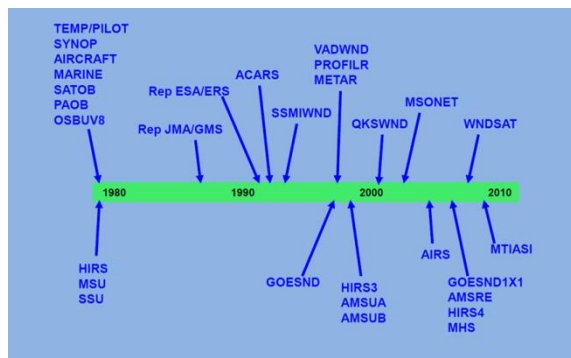 TEMP/PILOT
SYNOP
AIRCRAFT
MARINE
SATOB
PAOB
OSBUV8
Rep JMA/GMS
Rep ESA/ERS
ACARS
SSMIWND
VADWND
PROFILR
METAR
QKSWND
MSONET
WNDSAT
1980 1990 2000 2010
HIRS
MSU
SSU
GOESND
HIRS3
AMSUA
AMSUB
AIRS
GOESND1X1
AMSRE
HIRS4
MHS
MTIASI